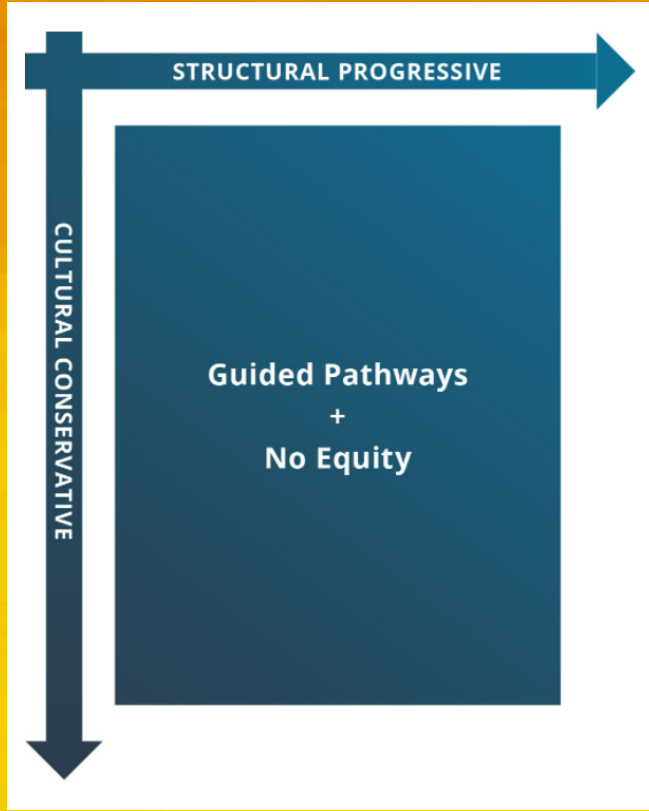 STRUCTURAL PROGRESSIVE
CULTURAL CONSERVATIVE
Guided Pathways
+
No Equity